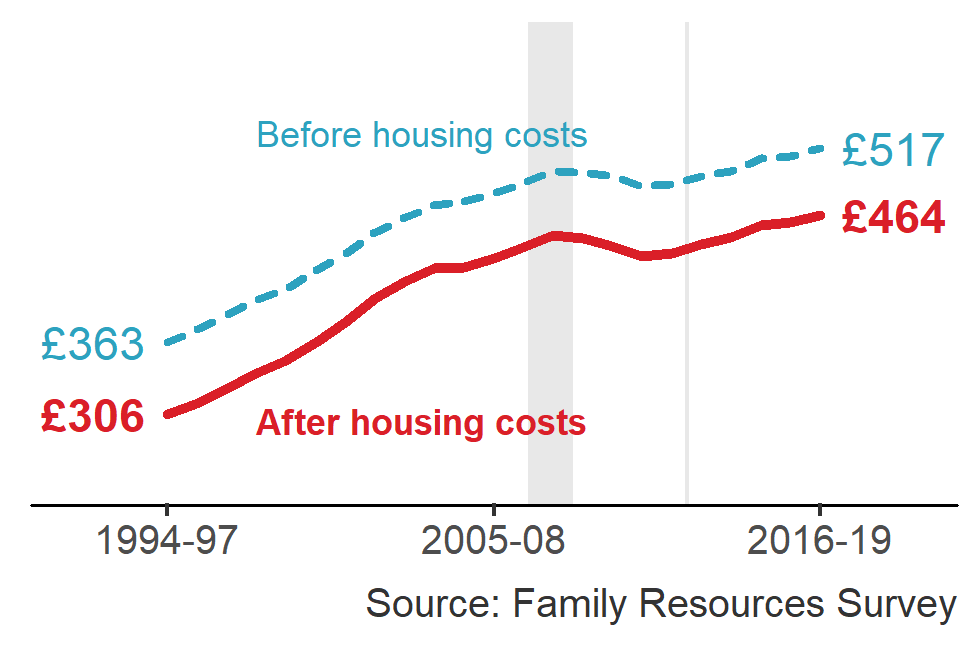 Before housing costs
£517
£464
£363
£306
After housing costs
1994-97 2005-08 2016-19
Source: Family Resources Survey